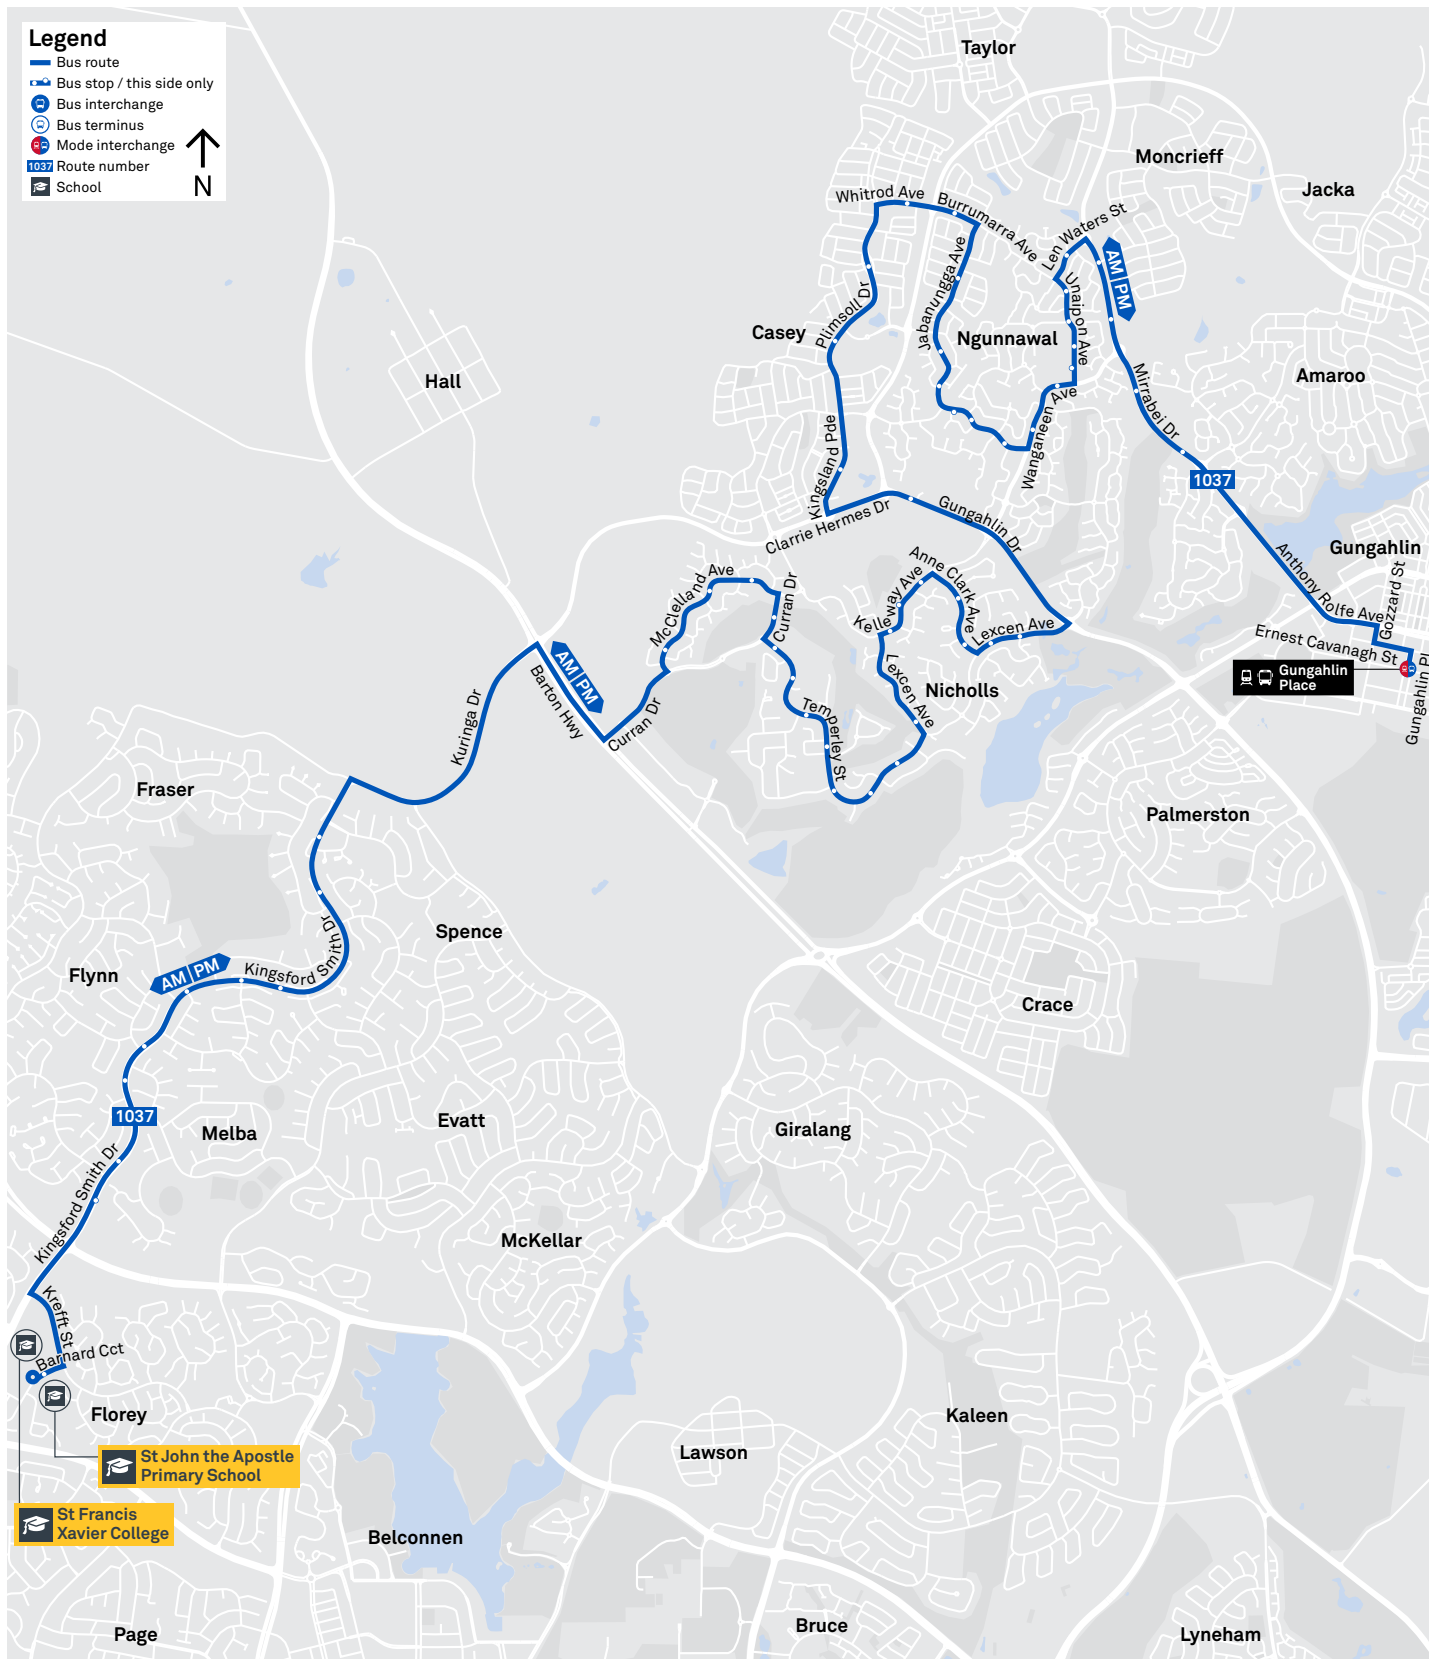 Legend
Bus route
Bus stop / this side only
Bus interchange
Bus terminus
Mode interchange
1037 Route number
School
N
Taylor
Moncrieff
Jacka
Whitrod Ave
Burrumarra Ave
Len Waters St
AM | PM
Jabanungga Ave
Unaipon Ave
Plimsoll Dr
Casey
Ngunnawal
Amaroo
Hall
Mirrabei Dr
Wanganeen Ave
Kingsland Pde
1037
Clarrie Hermes Dr
Gungahlin Dr
Gungahlin
Anthony Rolfe Ave
Gozzard St
Ernest Cavanagh St
Gungahlin Pl
Gungahlin
Place
McClelland Ave
Curran Dr
Anne Clark Ave
Kelleway Ave
Lexcen Ave
Lexcen Ave
Nicholls
AM | PM
Barton Hwy
Curran Dr
Temperley St
Kuringa Dr
Fraser
Palmerston
Spence
Kingsford Smith Dr
AM | PM
Flynn
Crace
1037
Melba
Evatt
Giralang
Kingsford Smith Dr
McKellar
Krefft St
Barnard Cct
Florey
St John the Apostle
Primary School
St Francis
Xavier College
Kaleen
Lawson
Belconnen
Page
Bruce
Lyneham